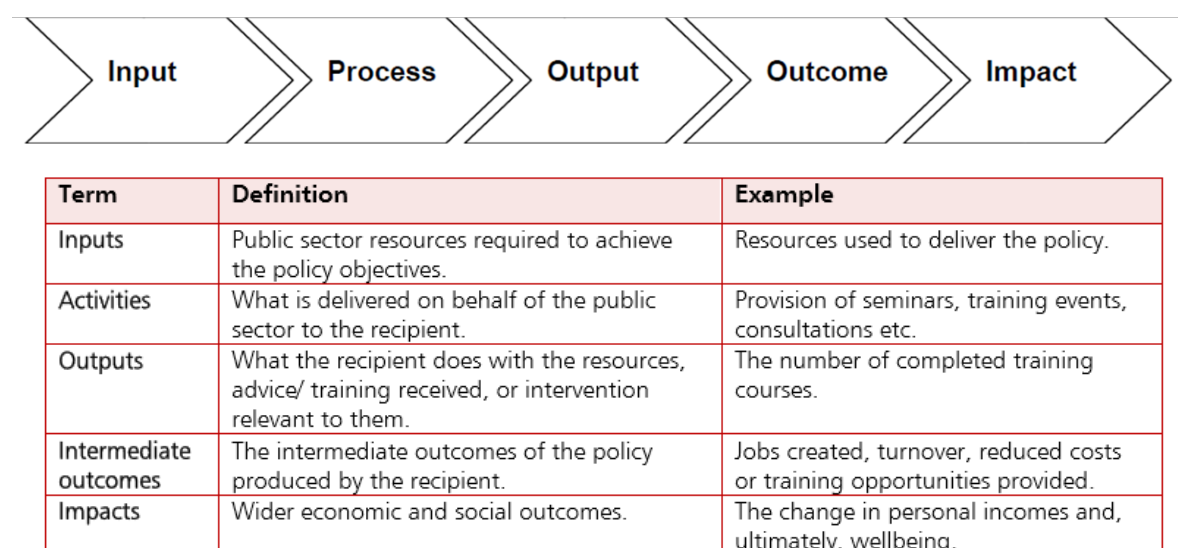 Input Process Output Outcome Impact
Term Definition Example
Inputs Public sector resources required to achieve Resources used to deliver the policy.
the policy objectives.
Activities What is delivered on behalf of the public Provision of seminars, training events,
sector to the recipient. consultations etc.
Outputs What the recipient does with the resources, The number of completed training
advice/ training received, or intervention courses.
relevant to them.
Intermediate The intermediate outcomes of the policy Jobs created, turnover, reduced costs
outcomes produced by the recipient. or training opportunities provided.
Impacts Wider economic and social outcomes. The change in personal incomes and,
ultimately, wellbeing.